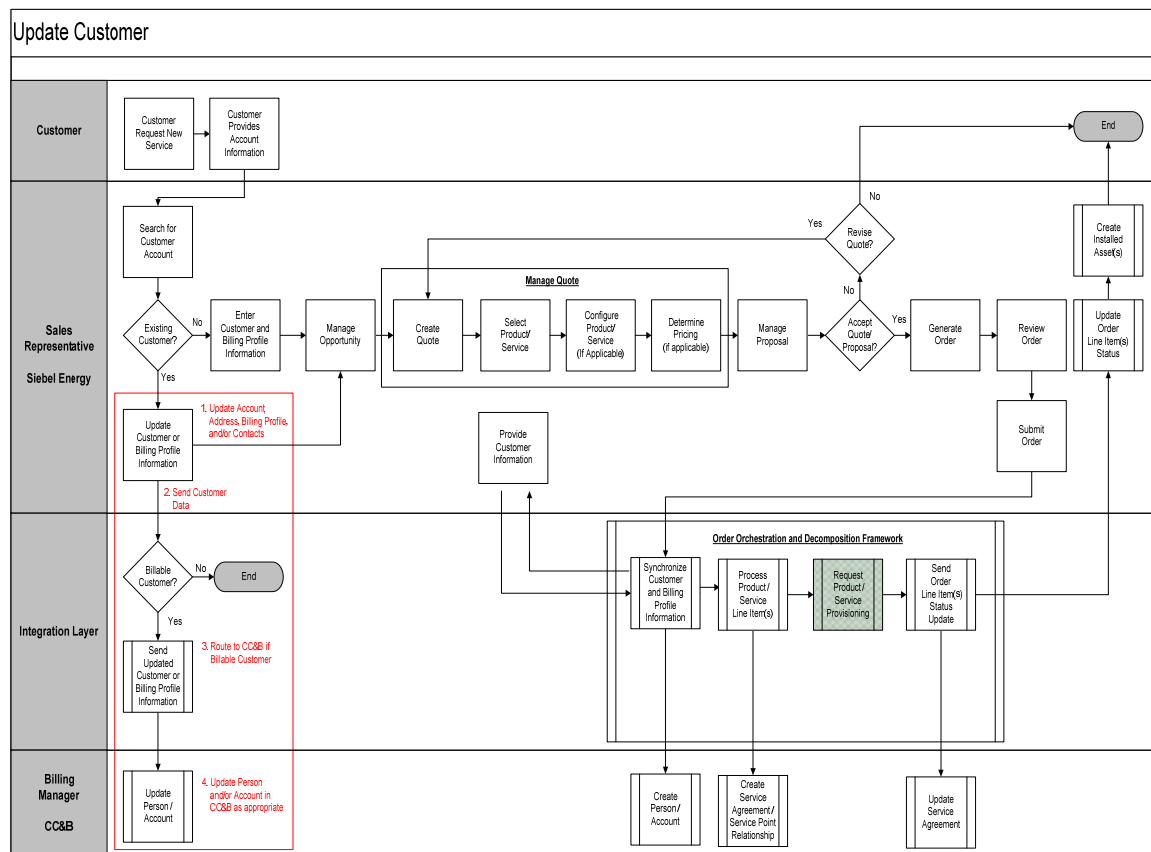 Update Customer
Customer
Customer
Request New
Service
Customer
Provides
Account
Information
End
Sales
Representative
Siebel Energy
Search for
Customer
Account
Existing
Customer?
No
Yes
Enter
Customer and
Billing Profile
Information
Manage
Opportunity
Manage Quote
Create
Quote
Select
Product/
Service
Configure
Product/
Service
(If Applicable)
Determine
Pricing
(if applicable)
Manage
Proposal
Accept
Quote/
Proposal?
No
Yes
Revise
Quote?
Yes
No
Generate
Order
Review
Order
Submit
Order
Update
Order
Line Item(s)
Status
Create
Installed
Asset(s)
Update
Customer or
Billing Profile
Information
1. Update Account,
Address, Billing Profile,
and/or Contacts
2. Send Customer
Data
Provide
Customer
Information
Integration Layer
Billable
Customer?
No
End
Yes
Send
Updated
Customer or
Billing Profile
Information
3. Route to CC&B if
Billable Customer
Order Orchestration and Decomposition Framework
Synchronize
Customer
and Billing
Profile
Information
Process
Product /
Service
Line Item(s)
Request
Product /
Service
Provisioning
Send
Order
Line Item(s)
Status
Update
Billing
Manager
CC&B
Update
Person /
Account
4. Update Person
and/or Account in
CC&B as appropriate
Create
Person /
Account
Create
Service
Agreement /
Service Point
Relationship
Update
Service
Agreement